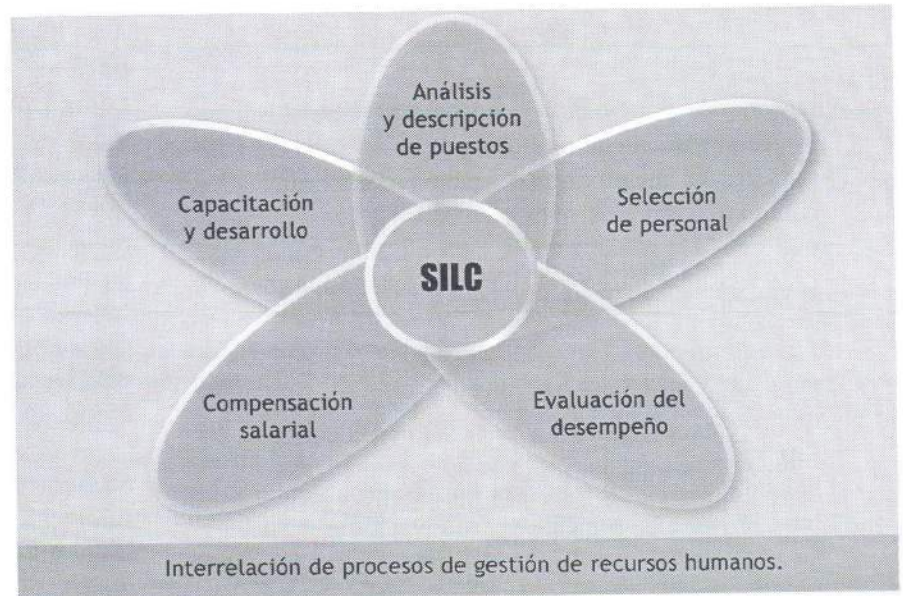 Análisis
y descripción
de puestos
Selección
de personal
Capacitación
y desarrollo
SILC
Compensación
salarial
Evaluación del
desempeño
Interrelación de procesos de gestión de recursos humanos.